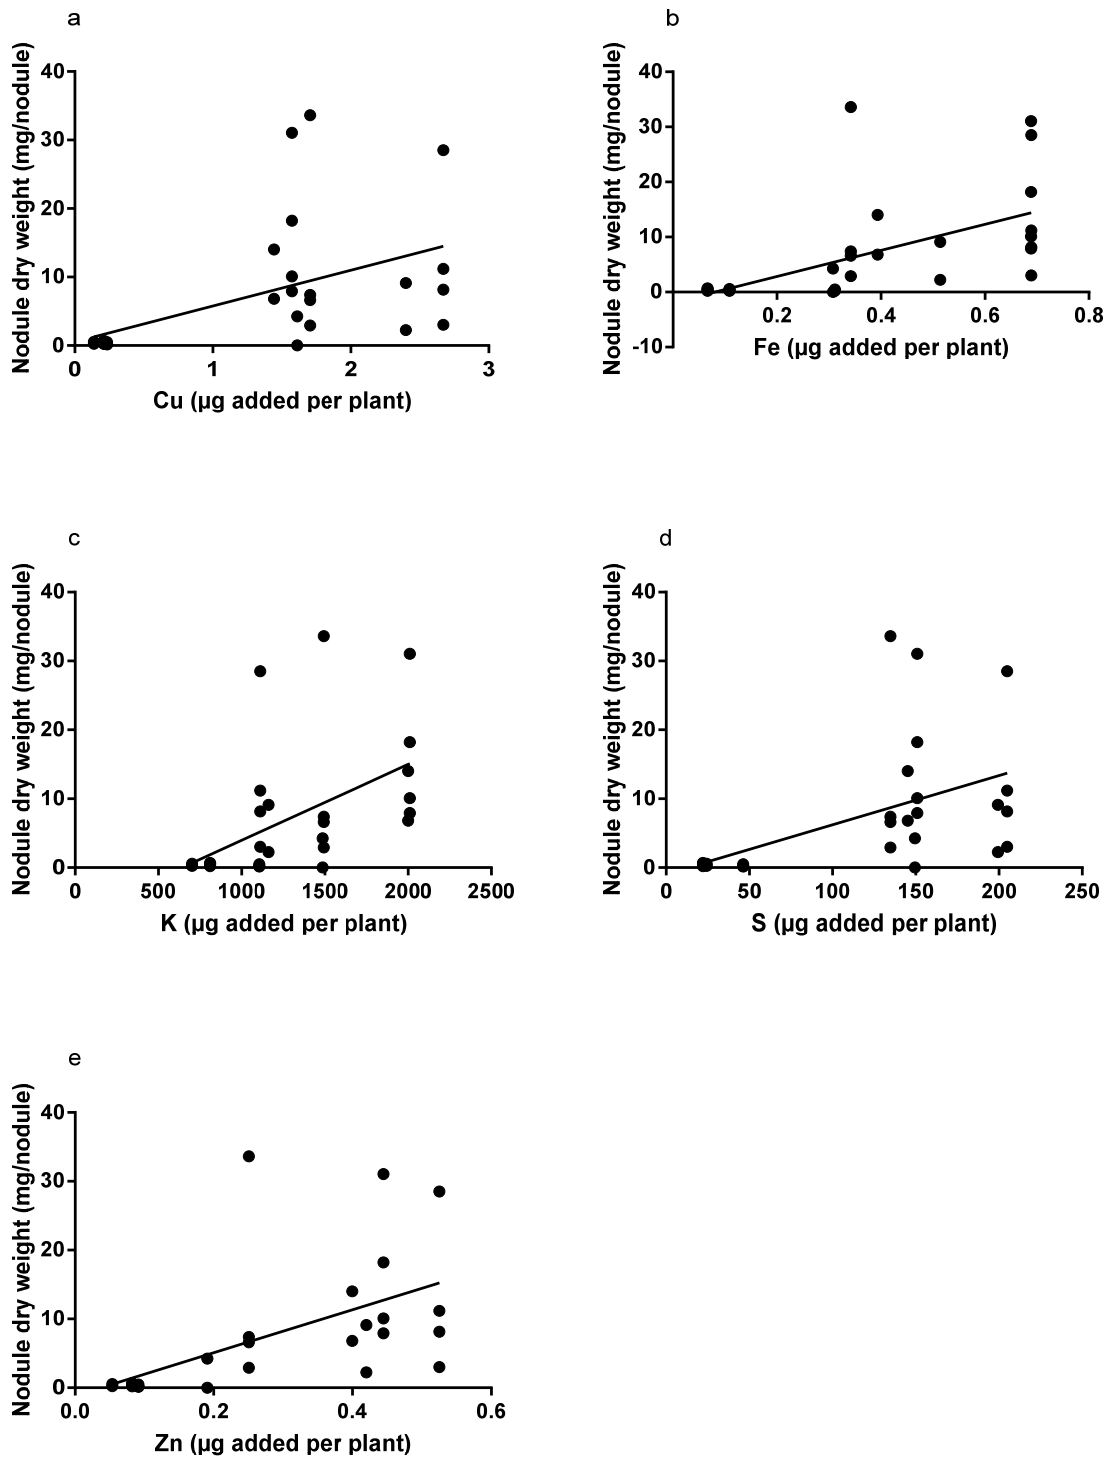 a
Nodule dry weight (mg/nodule)
40
30
20
10
0
0 1 2 3
Cu (µg added per plant)
b
Nodule dry weight (mg/nodule)
40
30
20
10
0
-10
0.2 0.4 0.6 0.8
Fe (µg added per plant)
c
Nodule dry weight (mg/nodule)
40
30
20
10
0
0 500 1000 1500 2000 2500
K (µg added per plant)
d
Nodule dry weight (mg/nodule)
40
30
20
10
0
0 50 100 150 200 250
S (µg added per plant)
e
Nodule dry weight (mg/nodule)
40
30
20
10
0
0.0 0.2 0.4 0.6
Zn (µg added per plant)